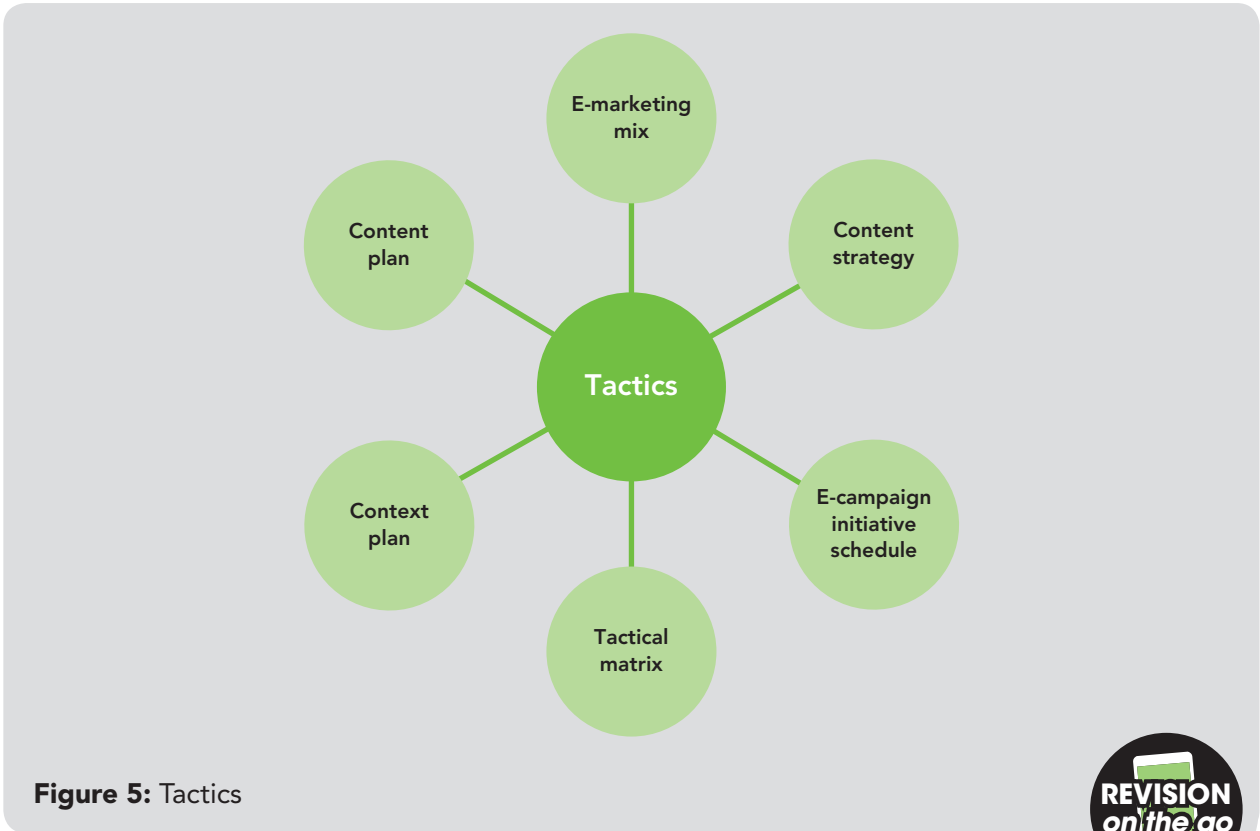 E-marketing
mix
Content
plan
Content
strategy
Tactics
Context
plan
E-campaign
initiative
schedule
Tactical
matrix
Figure 5: Tactics
REVISION
on the go